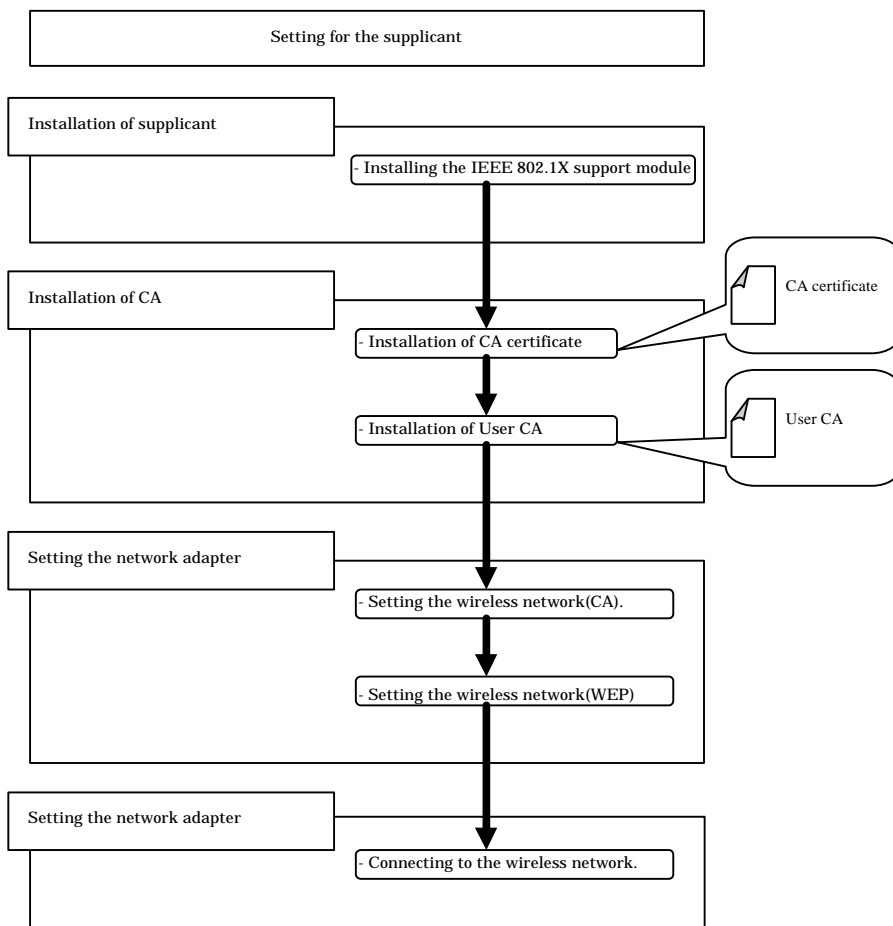 Setting for the supplicant
Installation of supplicant
- Installing the IEEE 802.1X support module
Installation of CA
CA certificate
- Installation of CA certificate
User CA
- Installation of User CA
Setting the network adapter
- Setting the wireless network(CA).
- Setting the wireless network(WEP)
Setting the network adapter
- Connecting to the wireless network.